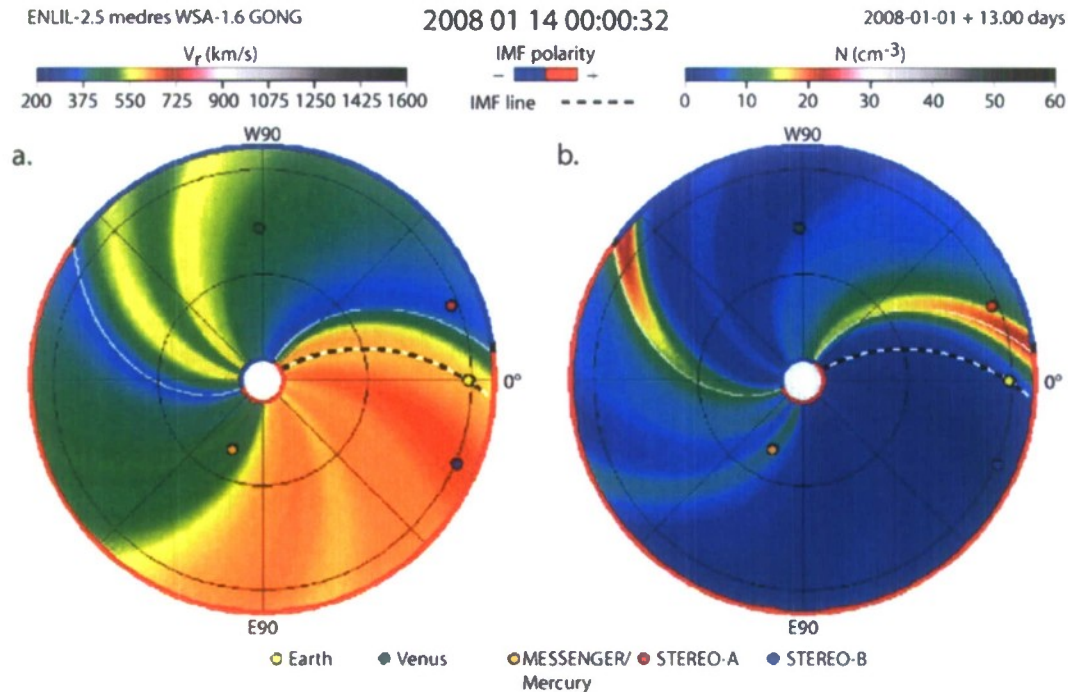 ENLIL-2.5 medres WSA-1.6 GONG 2008 01 14 00:00:32 2008-01-01 + 13.00 days
Vr (km/s) IMF polarity N (cm-3)
- +
200 375 550 725 900 1075 1250 1425 1600 IMF line 0 10 20 30 40 50 60
a. W90 b. W90
0° 0°
E90 E90
Earth Venus MESSENGER/ STEREO-A STEREO-B
Mercury